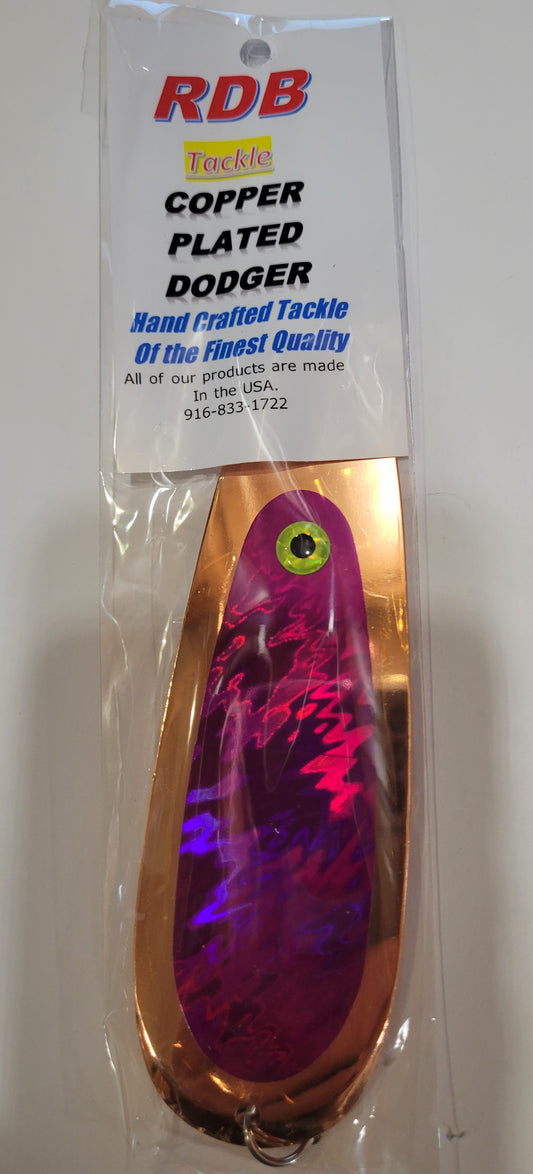 RDB
Tackle
COPPER
PLATED
DODGER
Hand Crafted Tackle
Of the Finest Quality
All of our products are made
In the USA.
916-833-1722